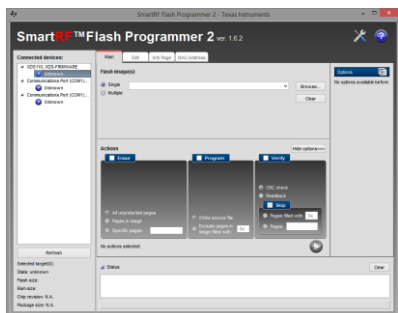 SmartRF Flash Programmer 2 - Texas Instruments
SmartRF™Flash Programmer 2 ver. 1.6.2
Connected devices:
XDS110, XDS-FIRMWARE
Unknown
Communications Port (COM1)...
Unknown
Communications Port (COM1)...
Unknown
Refresh
Selected target(s):
State: unknown
Flash size:
Ram size:
Chip revision: N.A.
Package size: N.A.
Main
Edit
Info Page
MAC Address
Flash image(s)
Single
Multiple
Browse...
Clear
Actions
Hide options<<<
Erase
All unprotected pages
Pages in image
Specific pages:
Program
Entire source file
Exclude pages in
image filled with:
Verify
CRC check
Readback
Skip
Pages filled with
Pages
No actions selected.
Status
Clear
Options
No options available before